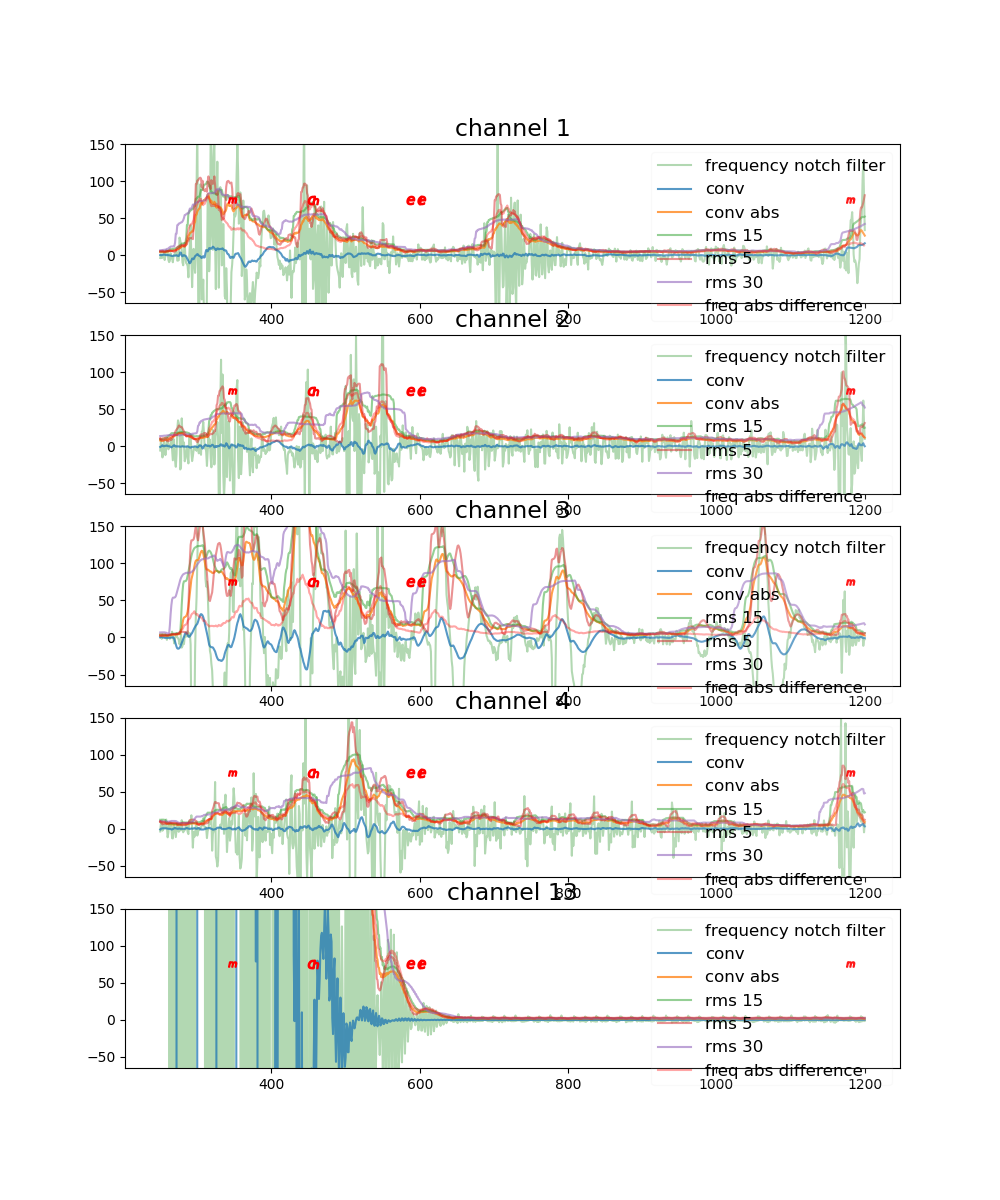 channel 1
150
100
50
0
−50
m
ch
e e
m
frequency notch filter
conv
conv abs
rms 15
rms 5
rms 30
freq abs difference
400 600 800 1000 1200
channel 2
150
100
50
0
−50
m
ch
e e
m
frequency notch filter
conv
conv abs
rms 15
rms 5
rms 30
freq abs difference
400 600 800 1000 1200
channel 3
150
100
50
0
−50
m
ch
e e
m
frequency notch filter
conv
conv abs
rms 15
rms 5
rms 30
freq abs difference
400 600 800 1000 1200
channel 4
150
100
50
0
−50
m
ch
e e
m
frequency notch filter
conv
conv abs
rms 15
rms 5
rms 30
freq abs difference
400 600 800 1000 1200
channel 13
150
100
50
0
−50
m
ch
e e
m
frequency notch filter
conv
conv abs
rms 15
rms 5
rms 30
freq abs difference
400 600 800 1000 1200